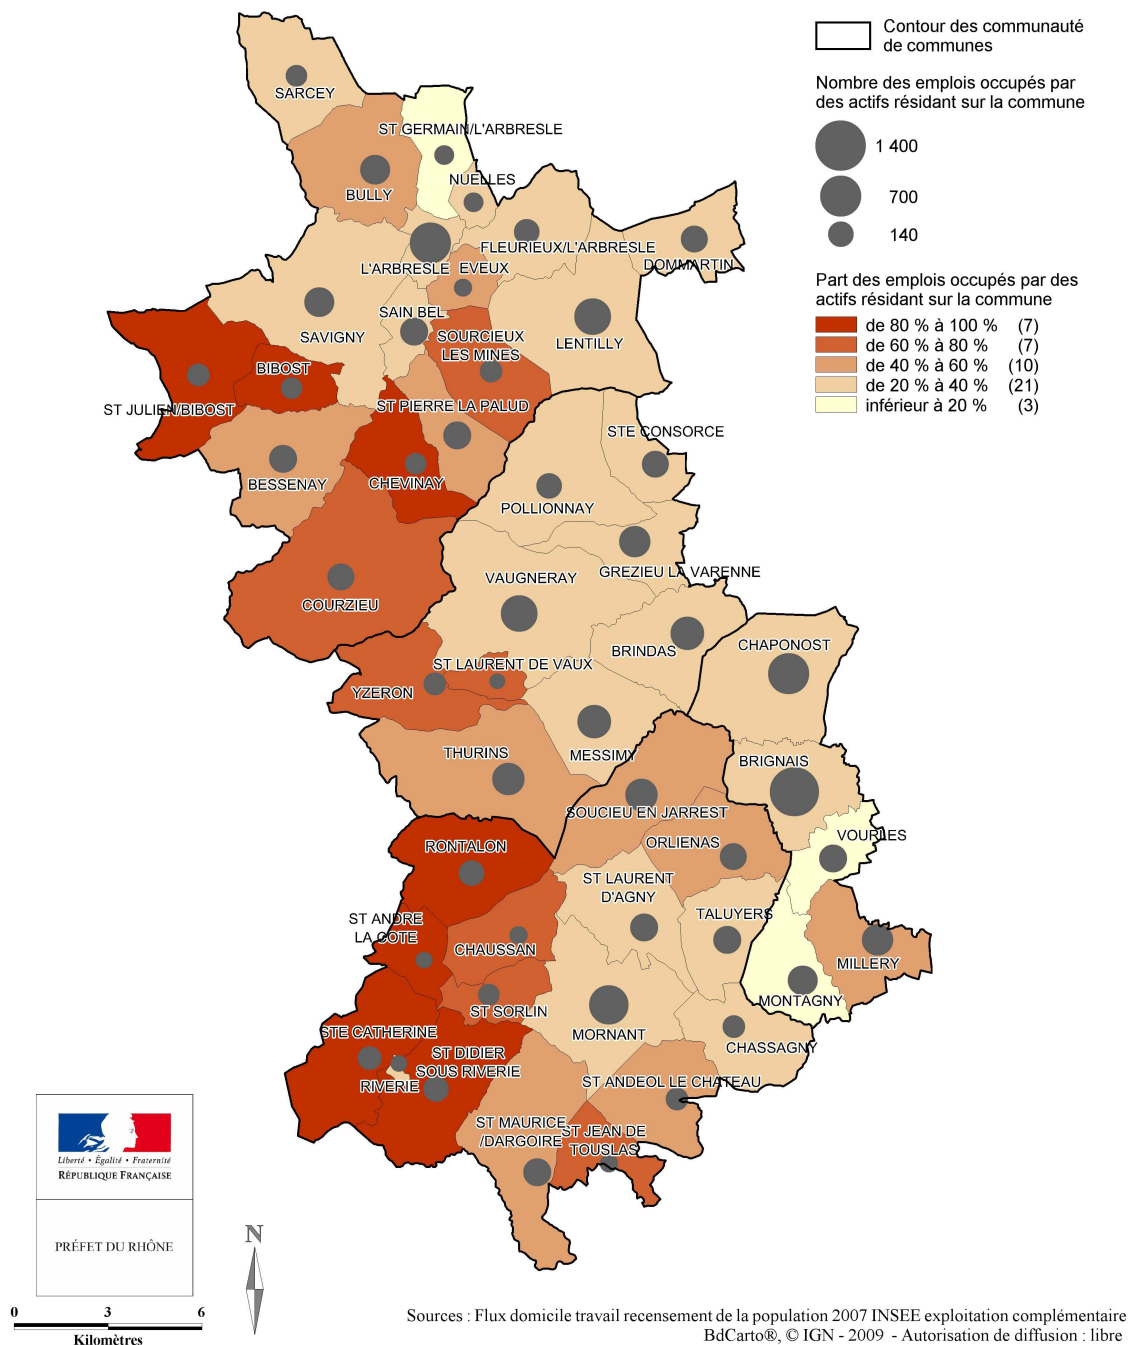 Contour des communauté
de communes
Nombre des emplois occupés par
des actifs résidant sur la commune
1 400
700
140
Part des emplois occupés par des
actifs résidant sur la commune
de 80 % à 100 % (7)
de 60 % à 80 % (7)
de 40 % à 60 % (10)
de 20 % à 40 % (21)
inférieur à 20 % (3)
SARCEY
ST GERMAIN/L'ARBRESLE
BULLY
NUELLES
FLEURIEUX/L'ARBRESLE
DOMMARTIN
L'ARBRESLE
EVEUX
SAIN BEL
SAVIGNY
SOURCIEUX
LES MINES
LENTILLY
BIBOST
ST JULIEN/BIBOST
ST PIERRE LA PALUD
STE CONSORCE
BESSENAY
CHEVINAY
POLLIONNAY
VAUGNERAY
GREZIEU LA VARENNE
COURZIEU
BRINDAS
CHAPONOST
ST LAURENT DE VAUX
YZERON
THURINS
MESSIMY
BRIGNAIS
SOUCIEU EN JARREST
VOURLES
ORLIENAS
RONTALON
ST LAURENT
D'AGNY
TALUYERS
ST ANDRE
LA COTE
CHAUSSAN
MILLERY
MONTAGNY
ST SORLIN
MORNANT
STE CATHERINE
CHASSAGNY
ST DIDIER
SOUS RIVERIE
RIVERIE
ST ANDEOL LE CHATEAU
ST MAURICE
/DARGOIRE
ST JEAN DE
TOUSLAS
Liberté • Égalité • Fraternité
RÉPUBLIQUE FRANÇAISE
PRÉFET DU RHÔNE
N
0 3 6
Kilomètres
Sources : Flux domicile travail recensement de la population 2007 INSEE exploitation complémentaire
BdCarto®, © IGN - 2009 - Autorisation de diffusion : libre